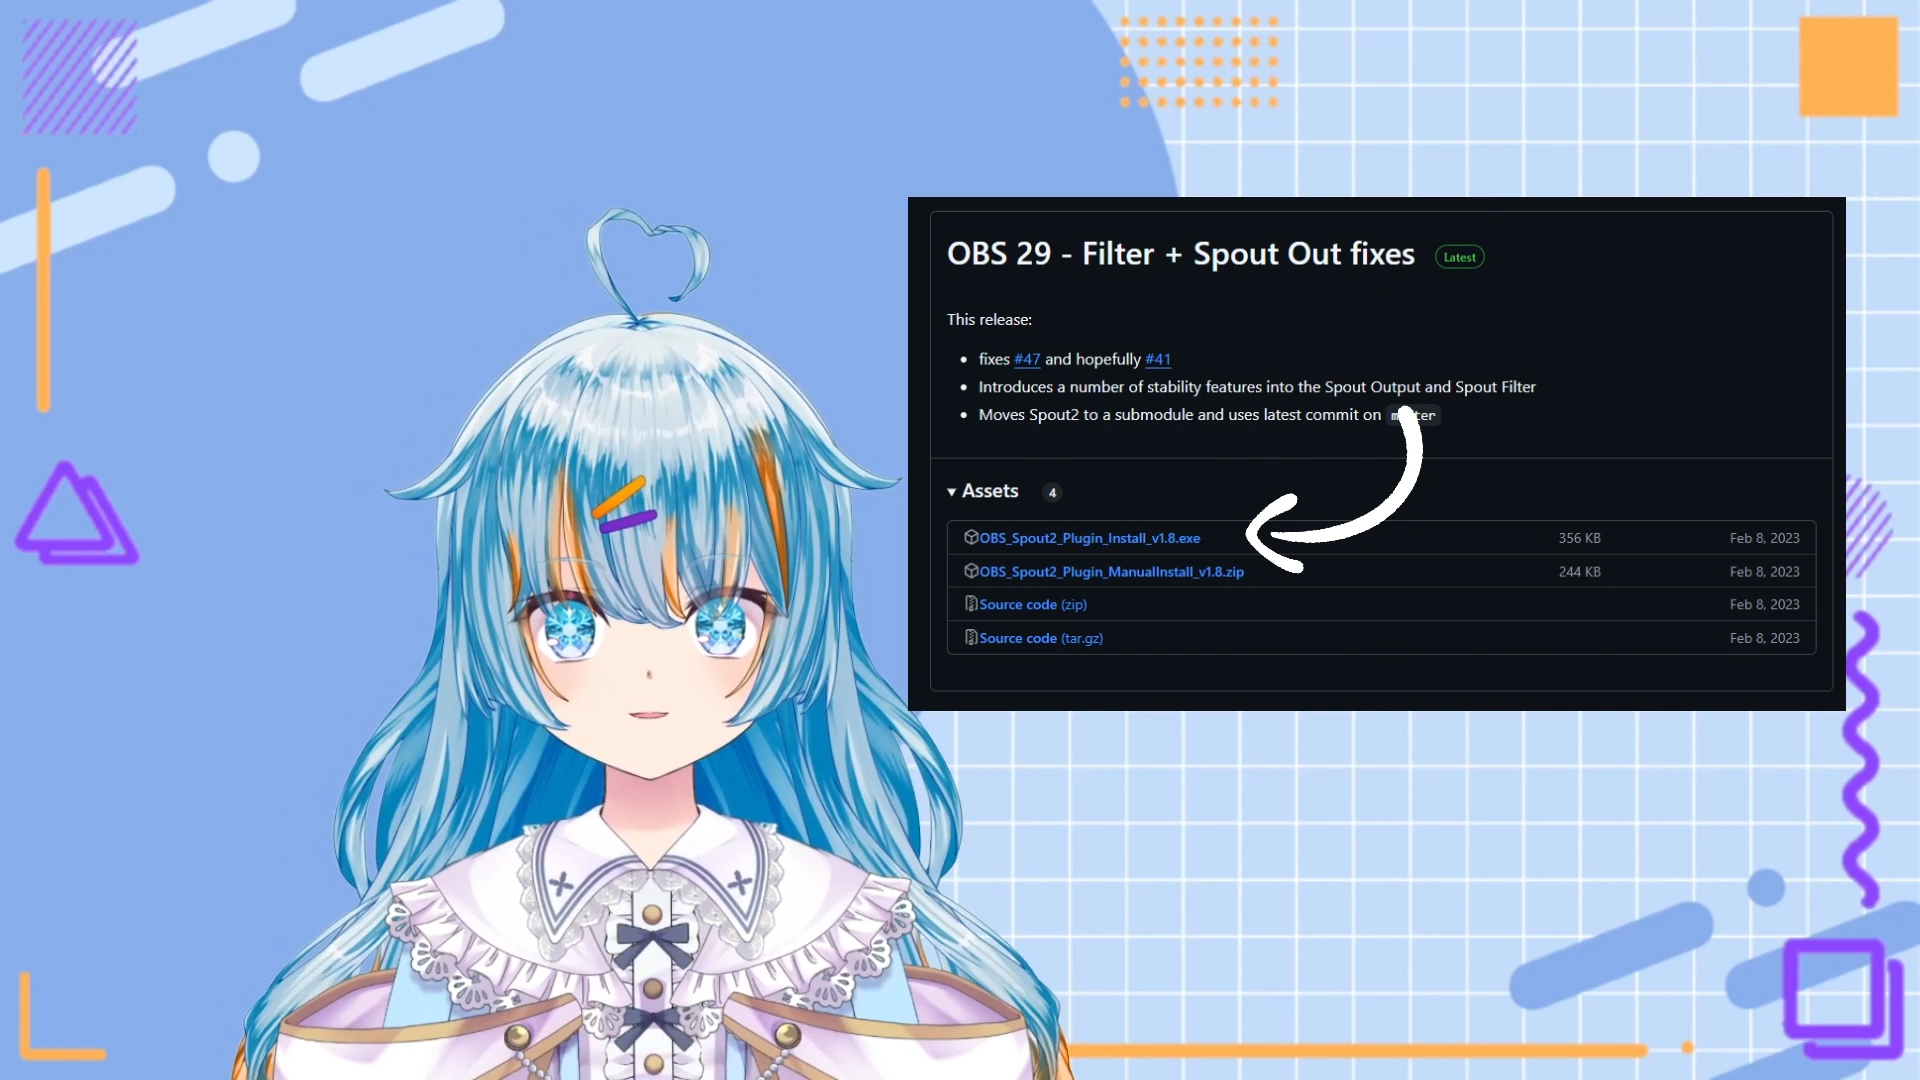 OBS 29 - Filter + Spout Out fixes Latest
This release:
• fixes #47 and hopefully #41
• Introduces a number of stability features into the Spout Output and Spout Filter
• Moves Spout2 to a submodule and uses latest commit on
Assets 4
OBS_Spout2_Plugin_Install_v1.8.exe 356 KB Feb 8, 2023
OBS_Spout2_Plugin_ManualInstall_v1.8.zip 244 KB Feb 8, 2023
Source code (zip) Feb 8, 2023
Source code (tar.gz) Feb 8, 2023